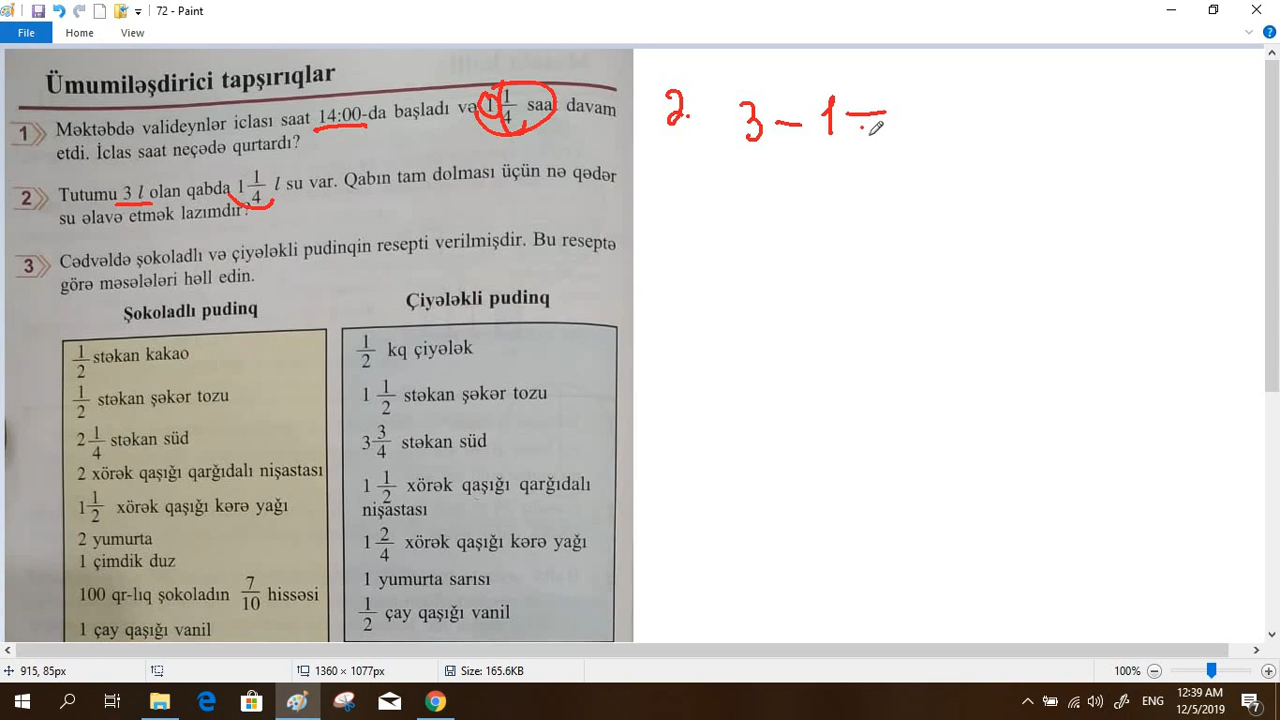 72 - Paint
File Home View
Ümumiləşdirici tapşırıqlar
1 Məktəbdə valideynlər iclası saat 14:00-da başladı və 1 1/4 saat davam
etdi. İclas saat neçədə qurtardı?
2 Tutumu 3 l olan qabda 1 1/4 l su var. Qabın tam dolması üçün nə qədər
su əlavə etmək lazımdır?
3 Cədvəldə şokoladlı və çiyələkli pudinqin resepti verilmişdir. Bu reseptə
görə məsələləri həll edin.
Şokoladlı pudinq
1/2 stəkan kakao
1/2 stəkan şəkər tozu
2 1/4 stəkan süd
2 xörək qaşığı qarğıdalı nişastası
1 1/2 xörək qaşığı kərə yağı
2 yumurta
1 çimdik duz
100 qr-lıq şokoladın 7/10 hissəsi
1 çay qaşığı vanil
Çiyələkli pudinq
1/2 kq çiyələk
1 1/2 stəkan şəkər tozu
3 3/4 stəkan süd
1 1/2 xörək qaşığı qarğıdalı
nişastası
1 2/4 xörək qaşığı kərə yağı
1 yumurta sarısı
1/2 çay qaşığı vanil
2. 3 - 1 —
915, 85px
1360 × 1077px
Size: 165.6KB
100%
ENG
12:39 AM
12/5/2019
7